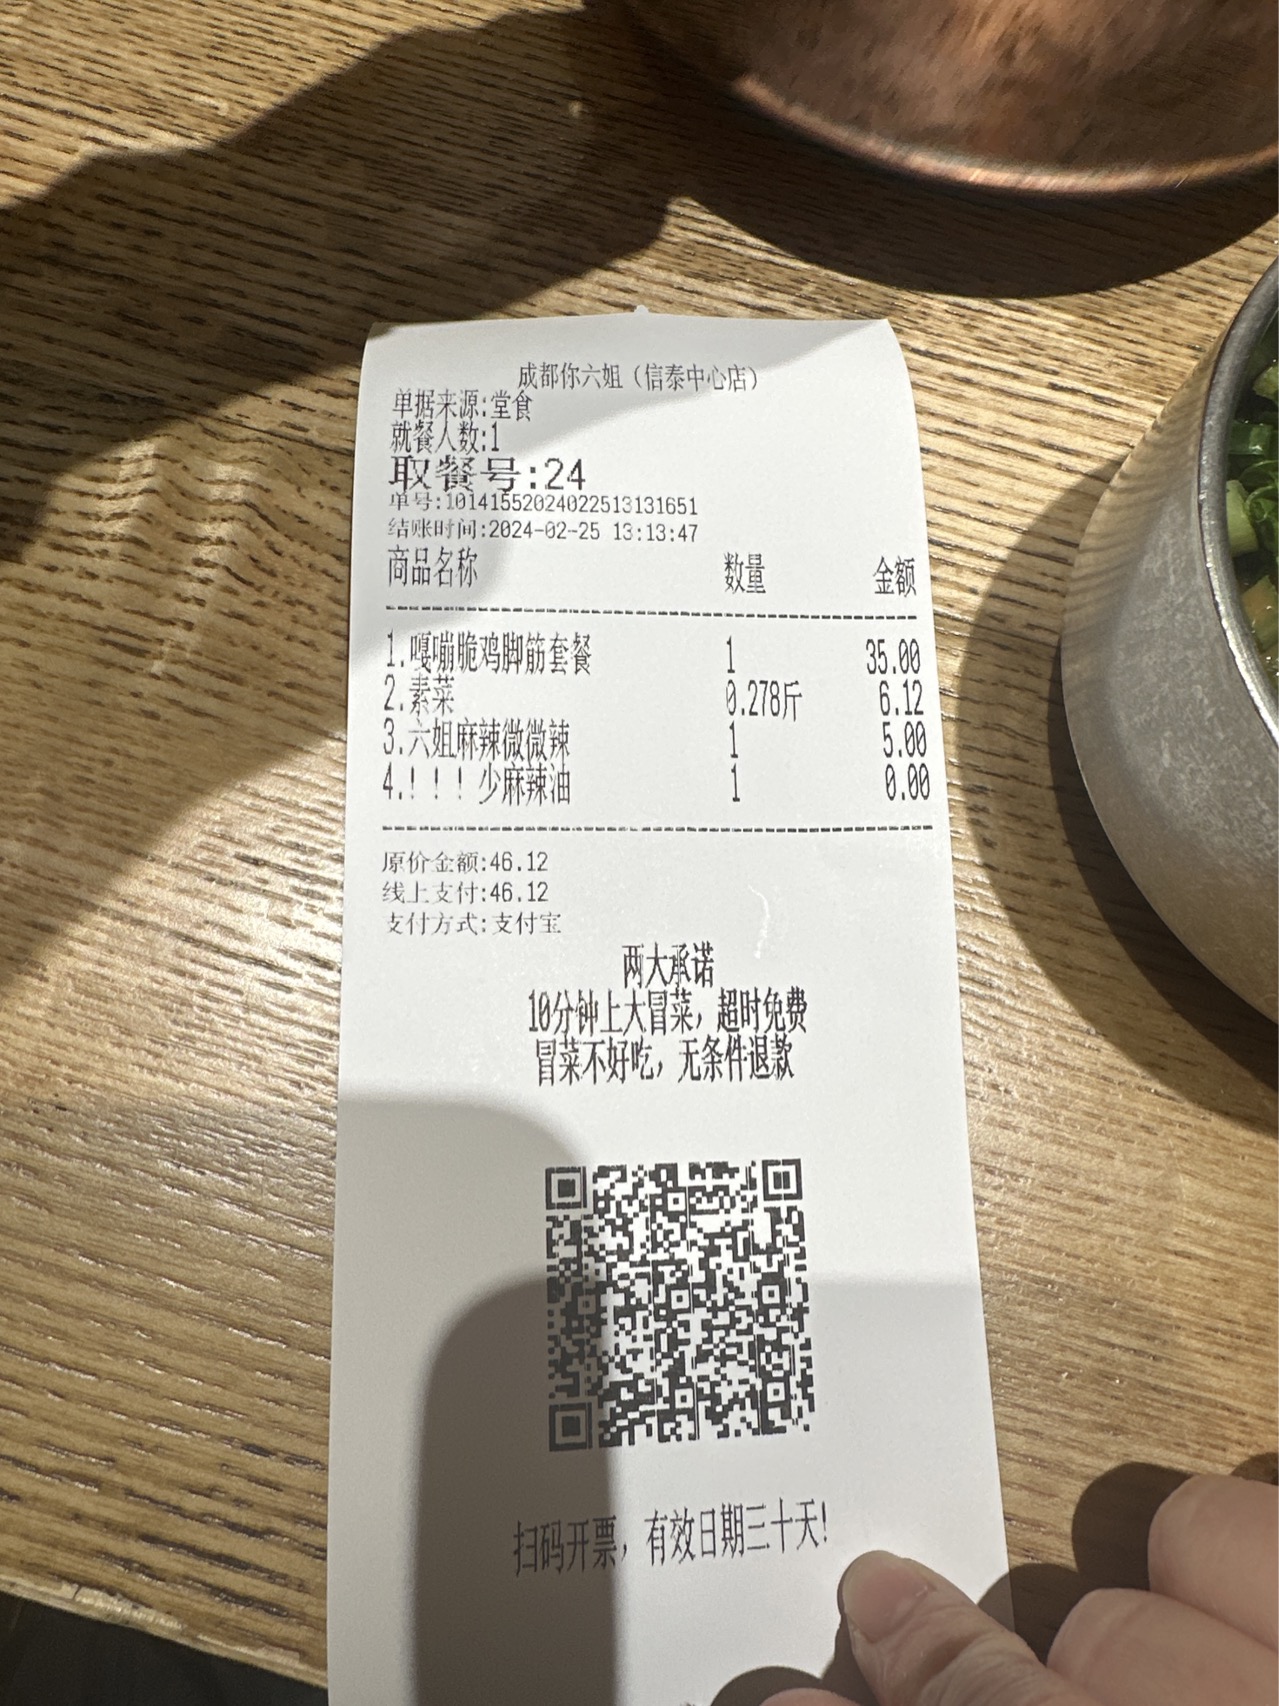 成都你六姐（信泰中心店）
单据来源:堂食
就餐人数:1
取餐号:24
单号:10141552024022513131651
结账时间:2024-02-25 13:13:47
商品名称 数量 金额
1.嘎嘣脆鸡脚筋套餐 1 35.00
2.素菜 0.278斤 6.12
3.六姐麻辣微微辣 1 5.00
4.！！！少麻辣油 1 0.00
原价金额:46.12
线上支付:46.12
支付方式:支付宝
两大承诺
10分钟上大冒菜，超时免费
冒菜不好吃，无条件退款
扫码开票，有效日期三十天!